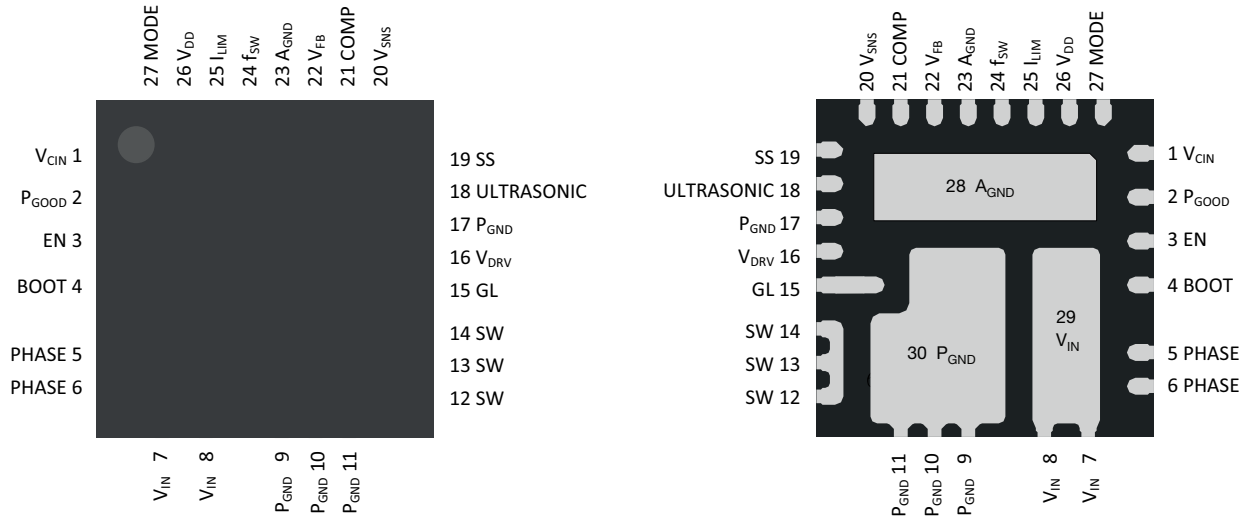 27 MODE
26 VDD
25 ILIM
24 fSW
23 AGND
22 VFB
21 COMP
20 VSNS
VCIN 1
PGOOD 2
EN 3
BOOT 4
PHASE 5
PHASE 6
19 SS
18 ULTRASONIC
17 PGND
16 VDRV
15 GL
14 SW
13 SW
12 SW
VIN 7
VIN 8
PGND 9
PGND 10
PGND 11
20 VSNS
21 COMP
22 VFB
23 AGND
24 fSW
25 ILIM
26 VDD
27 MODE
SS 19
ULTRASONIC 18
PGND 17
VDRV 16
GL 15
SW 14
SW 13
SW 12
28 AGND
29
VIN
30 PGND
1 VCIN
2 PGOOD
3 EN
4 BOOT
5 PHASE
6 PHASE
PGND 11
PGND 10
PGND 9
VIN 8
VIN 7